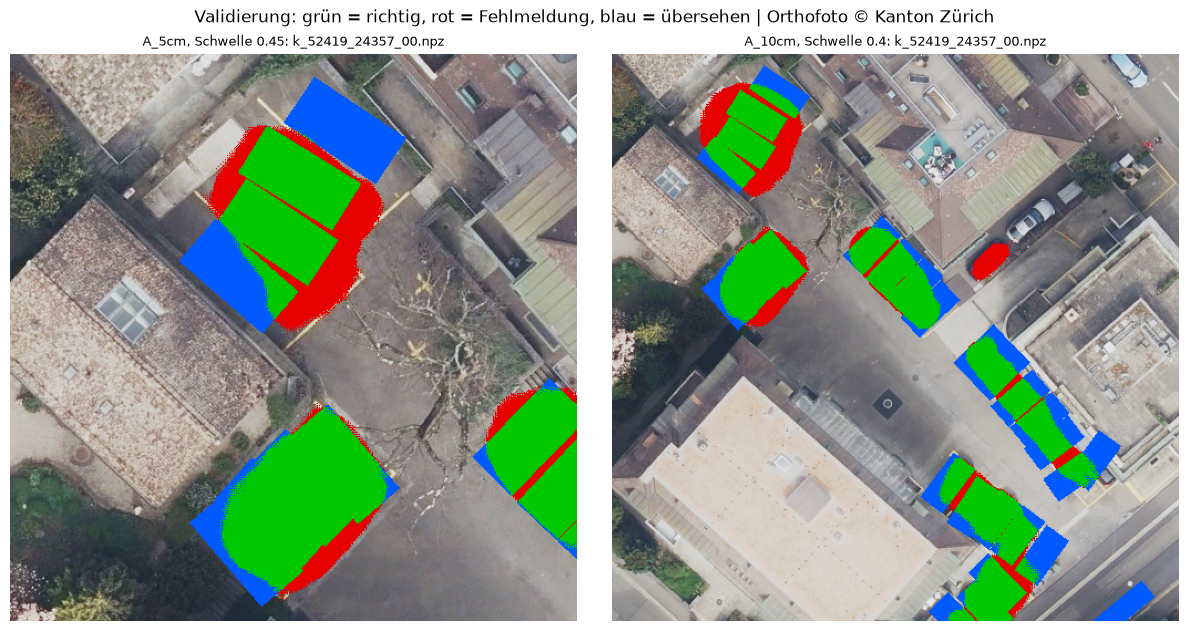 Validierung: grün = richtig, rot = Fehlmeldung, blau = übersehen | Orthofoto © Kanton Zürich
A_5cm, Schwelle 0.45: k_52419_24357_00.npz
A_10cm, Schwelle 0.4: k_52419_24357_00.npz